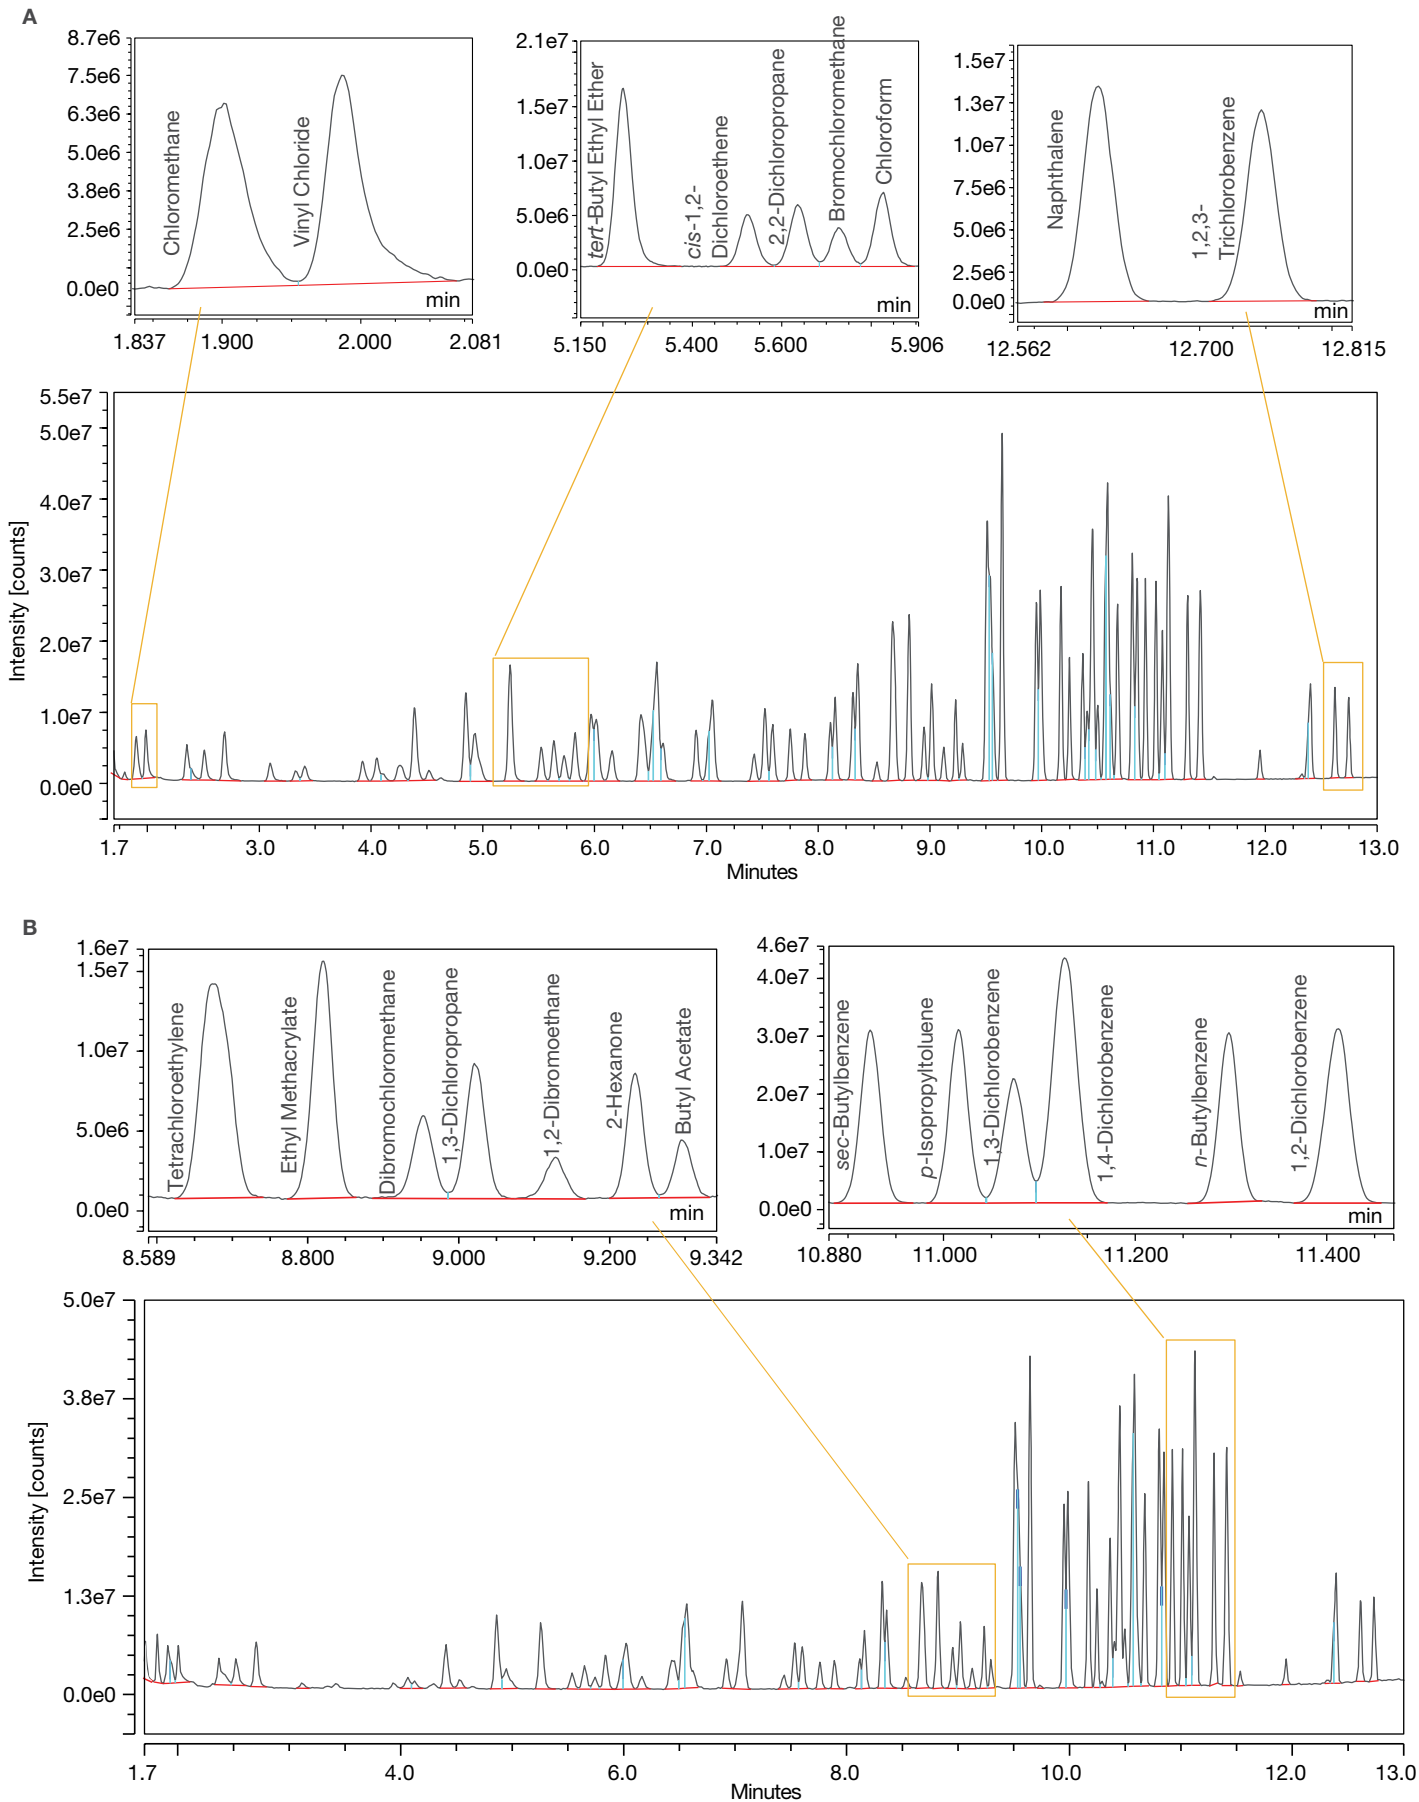 A
8.7e6
7.5e6
6.3e6
5.0e6
3.8e6
2.5e6
0.0e0
Chloromethane
Vinyl Chloride
min
1.837
1.900
2.000
2.081
2.1e7
1.5e7
1.0e7
5.0e6
0.0e0
tert-Butyl Ethyl Ether
cis-1,2-
Dichloroethene
2,2-Dichloropropane
Bromochloromethane
Chloroform
min
5.150
5.400
5.600
5.906
1.5e7
1.3e7
1.0e7
7.5e6
5.0e6
2.5e6
0.0e0
Naphthalene
1,2,3-
Trichlorobenzene
min
12.562
12.700
12.815
Intensity [counts]
5.5e7
5.0e7
4.0e7
3.0e7
2.0e7
1.0e7
0.0e0
1.7
3.0
4.0
5.0
6.0
7.0
8.0
9.0
10.0
11.0
12.0
13.0
Minutes
B
1.6e7
1.5e7
1.0e7
5.0e6
0.0e0
Tetrachloroethylene
Ethyl Methacrylate
Dibromochloromethane
1,3-Dichloropropane
1,2-Dibromoethane
2-Hexanone
Butyl Acetate
min
8.589
8.800
9.000
9.200
9.342
4.6e7
4.0e7
3.0e7
2.0e7
1.0e7
0.0e0
sec-Butylbenzene
p-Isopropyltoluene
1,3-Dichlorobenzene
1,4-Dichlorobenzene
n-Butylbenzene
1,2-Dichlorobenzene
min
10.880
11.000
11.200
11.400
Intensity [counts]
5.0e7
3.8e7
2.5e7
1.3e7
0.0e0
1.7
4.0
6.0
8.0
10.0
12.0
13.0
Minutes